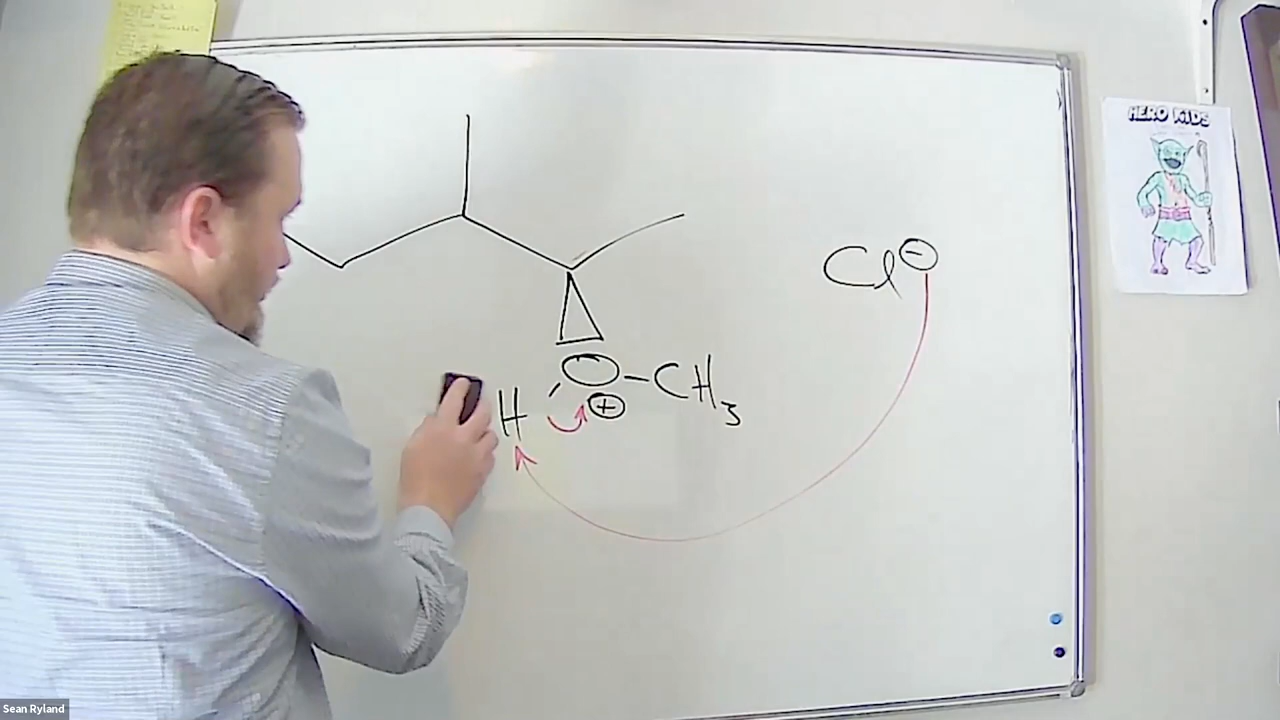 HERO KIDS
Cl ⊖
O – CH₃
H ⊕
Sean Ryland